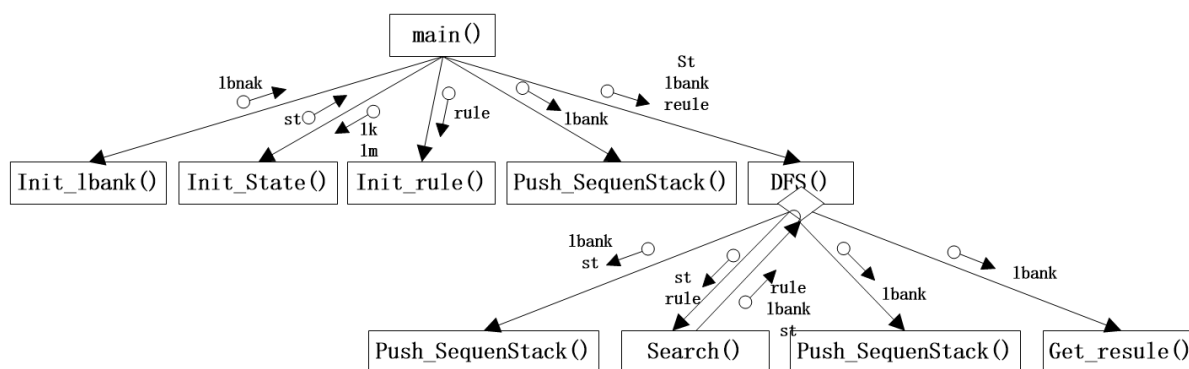 main()
lbnak
st
lk
lm
rule
lbank
St
lbank
reule
Init_lbank()
Init_State()
Init_rule()
Push_SequenStack()
DFS()
lbank
st
st
rule
rule
lbank
st
lbank
lbank
Push_SequenStack()
Search()
Push_SequenStack()
Get_resule()